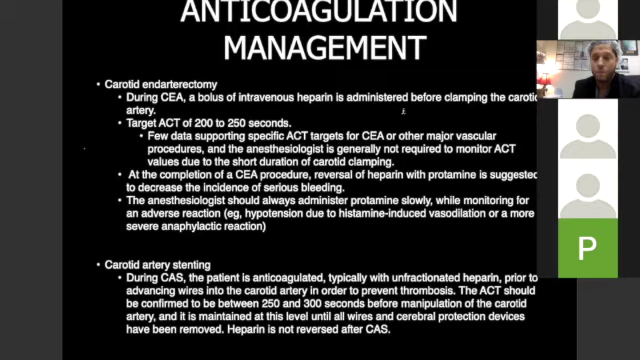 ANTICOAGULATION
MANAGEMENT
• Carotid endarterectomy
• During CEA, a bolus of intravenous heparin is administered before clamping the carotid
artery.
• Target ACT of 200 to 250 seconds.
• Few data supporting specific ACT targets for CEA or other major vascular
procedures, and the anesthesiologist is generally not required to monitor ACT
values due to the short duration of carotid clamping.
• At the completion of a CEA procedure, reversal of heparin with protamine is suggested
to decrease the incidence of serious bleeding.
• The anesthesiologist should always administer protamine slowly, while monitoring for
an adverse reaction (eg, hypotension due to histamine-induced vasodilation or a more
severe anaphylactic reaction)
• Carotid artery stenting
• During CAS, the patient is anticoagulated, typically with unfractionated heparin, prior to
advancing wires into the carotid artery in order to prevent thrombosis. The ACT should
be confirmed to be between 250 and 300 seconds before manipulation of the carotid
artery, and it is maintained at this level until all wires and cerebral protection devices
have been removed. Heparin is not reversed after CAS.
P